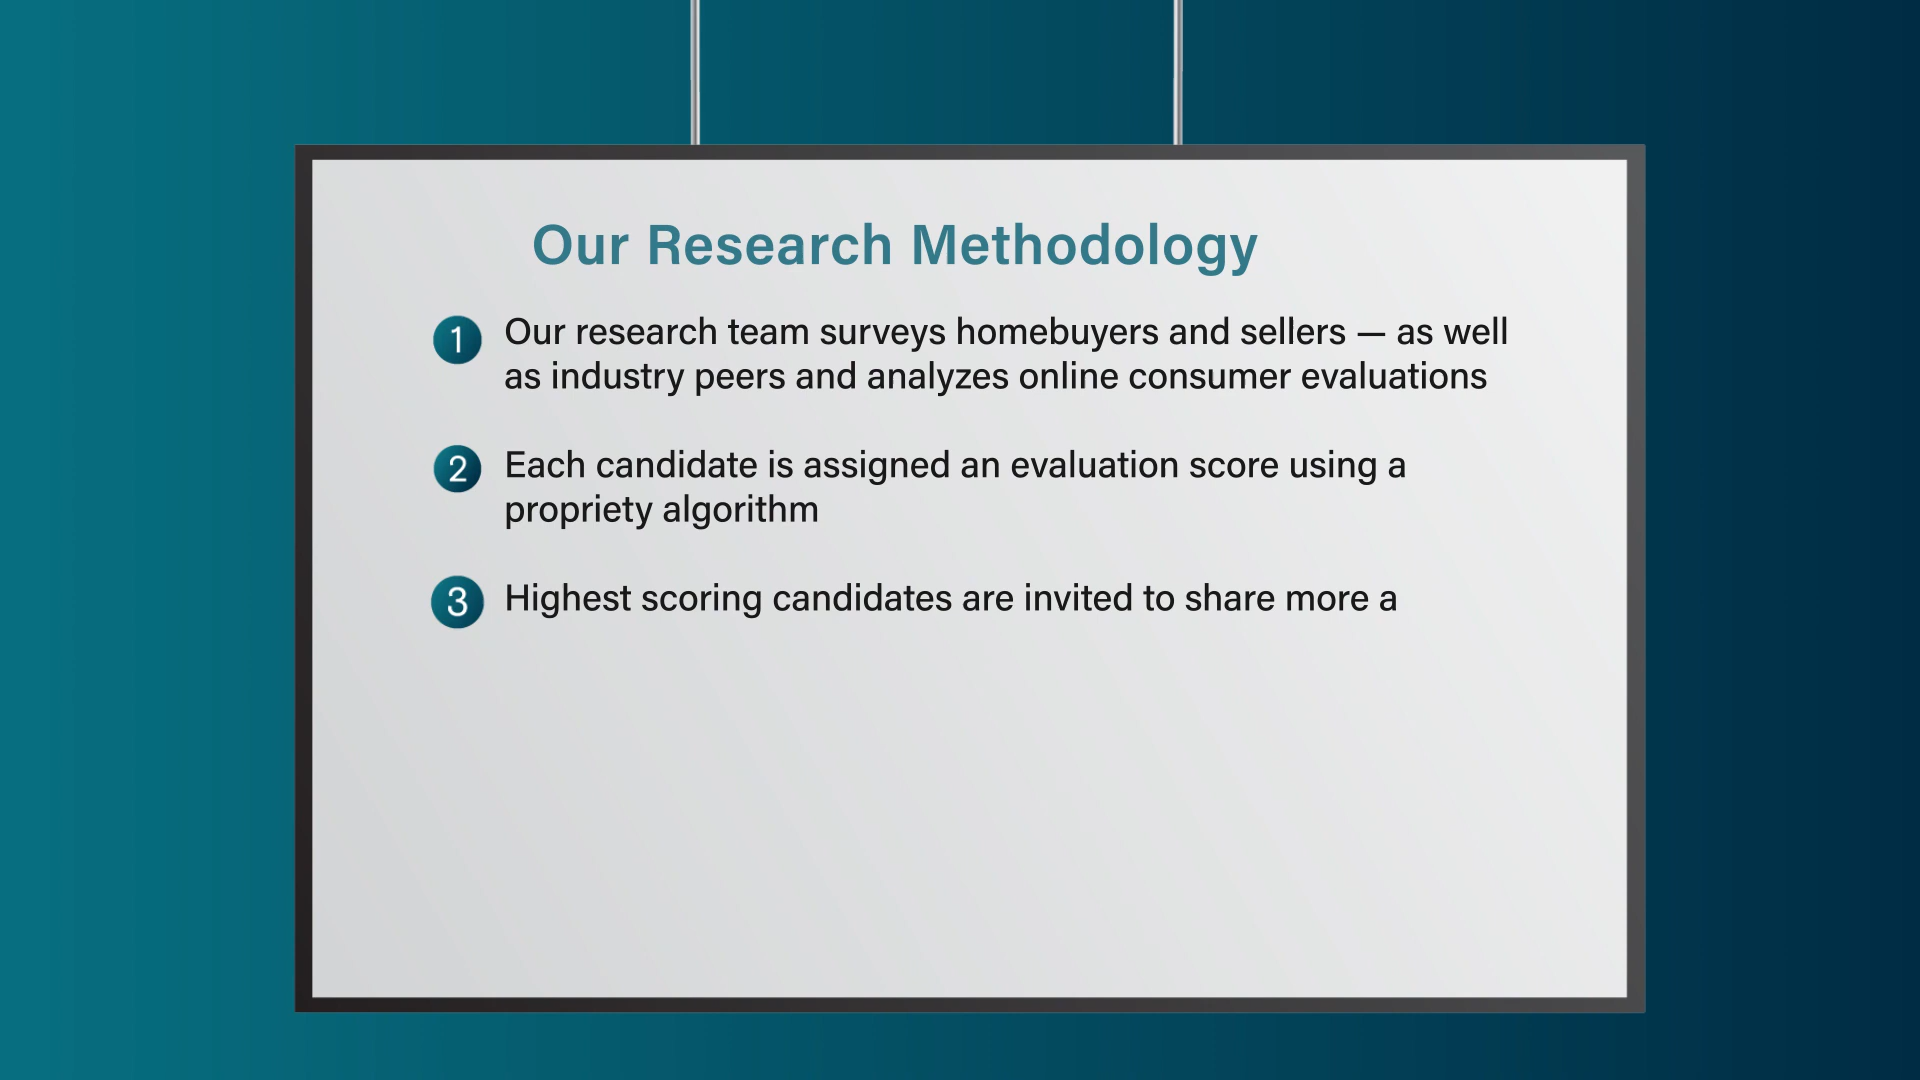 Our Research Methodology
1 Our research team surveys homebuyers and sellers — as well
as industry peers and analyzes online consumer evaluations
2 Each candidate is assigned an evaluation score using a
propriety algorithm
3 Highest scoring candidates are invited to share more a